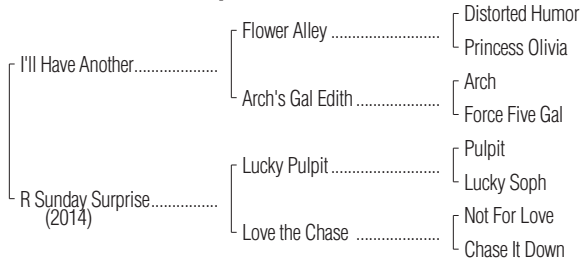 Distorted Humor
Flower Alley ............................
Princess Olivia
I'll Have Another.....................
Arch
Arch's Gal Edith .....................
Force Five Gal
Pulpit
Lucky Pulpit............................
Lucky Soph
R Sunday Surprise.................
(2014)
Not For Love
Love the Chase .....................
Chase It Down